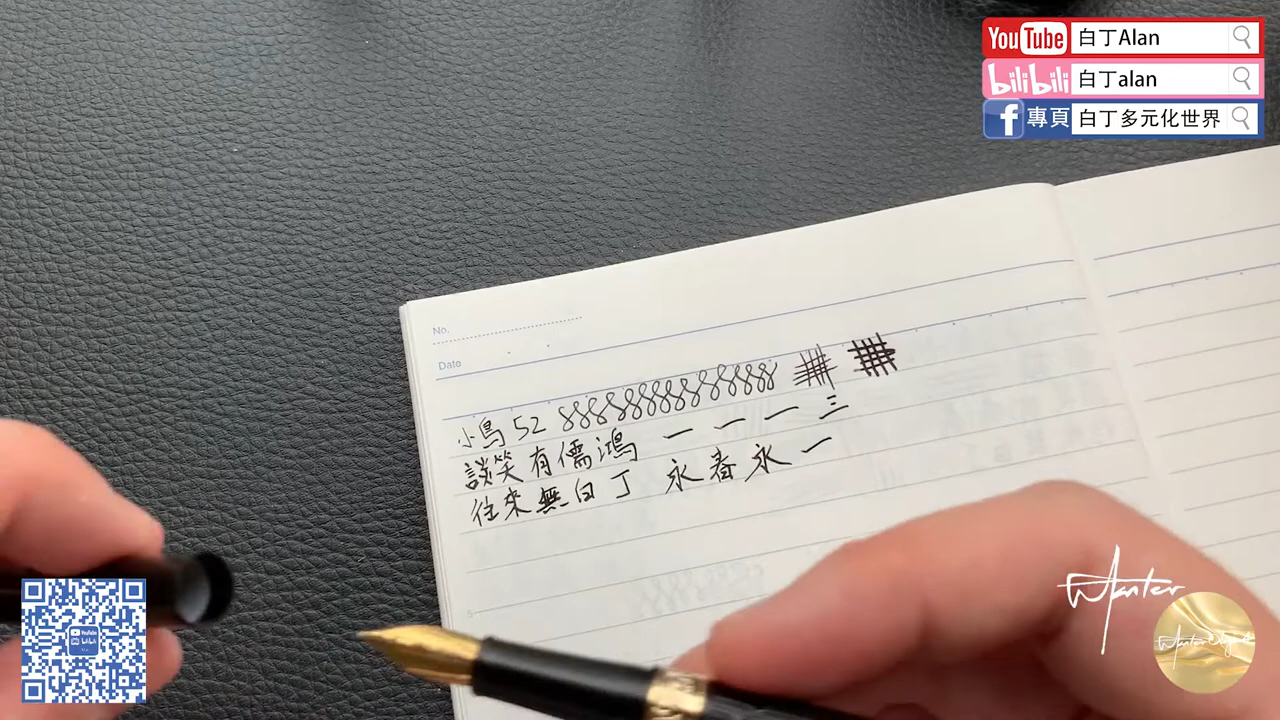 YouTube 白丁Alan
bilibili 白丁alan
f 專頁 白丁多元化世界
No.
Date
小鳥 52
談笑有儒鴻 一 一 一 三
往來無白丁 永春永一
Wanter